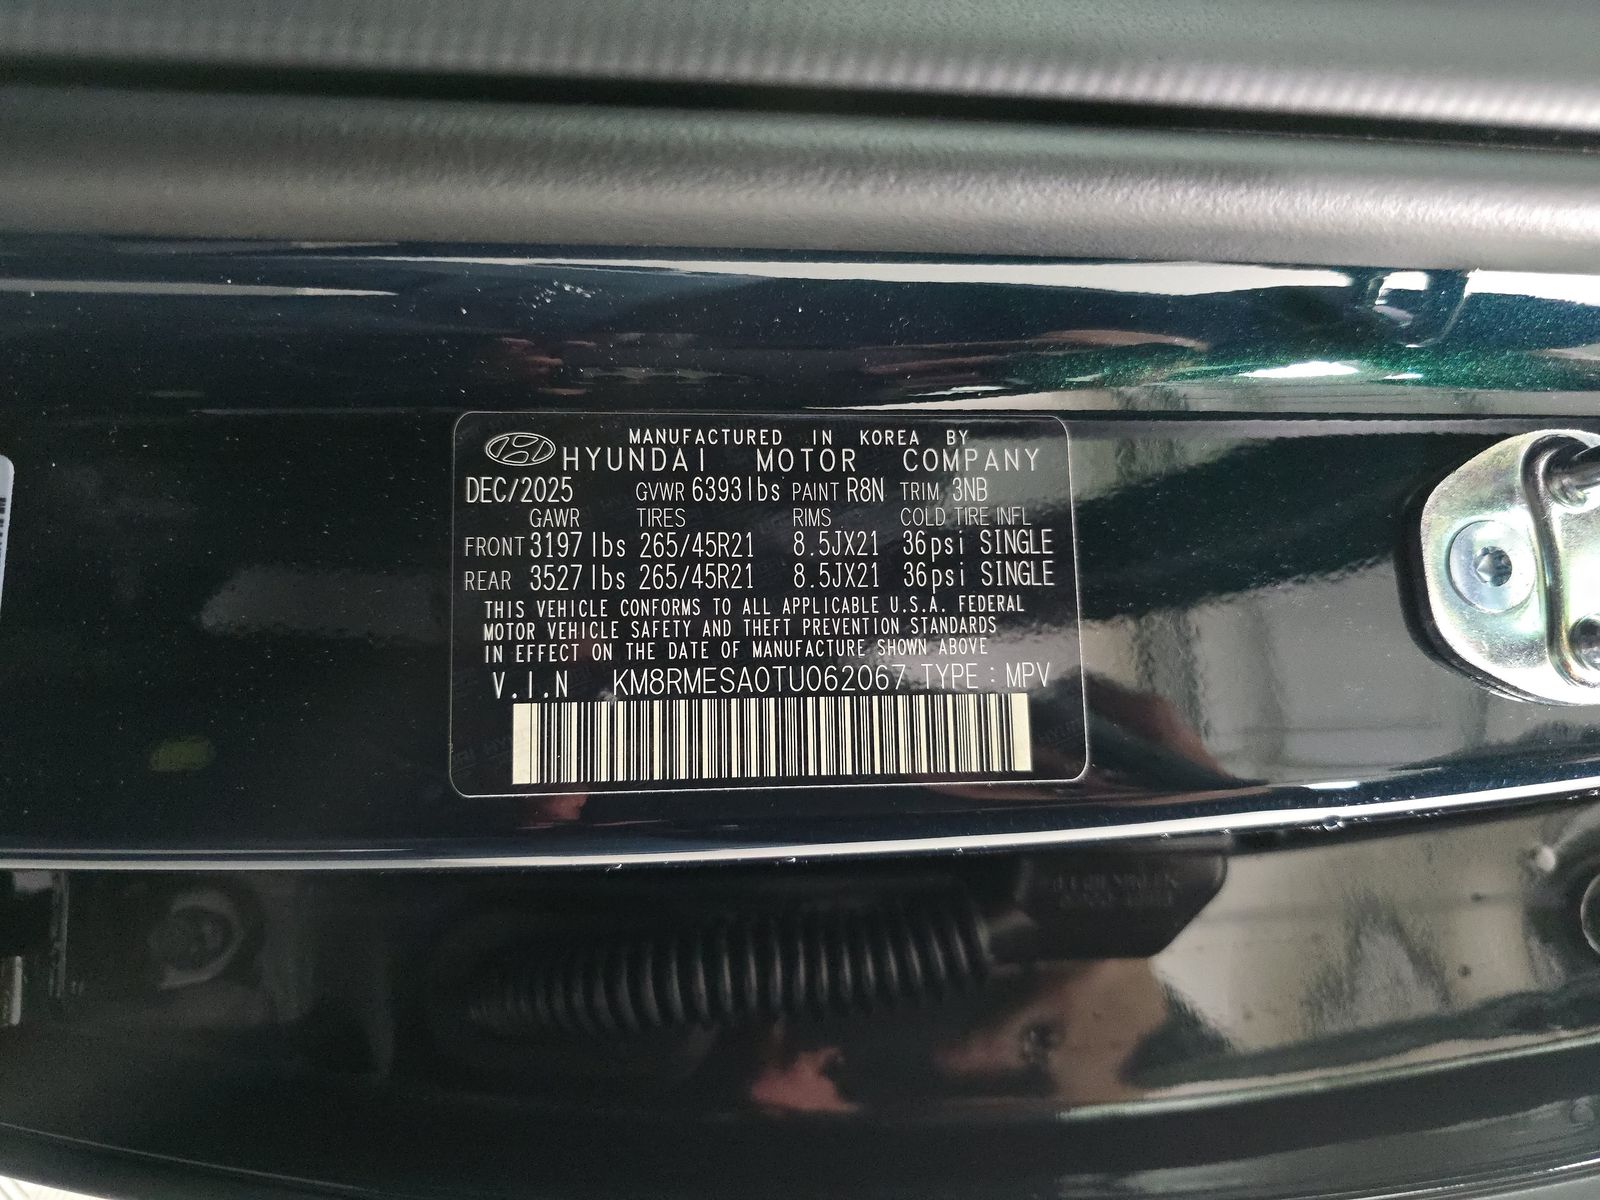 MANUFACTURED IN KOREA BY
HYUNDAI MOTOR COMPANY
DEC/2025 GVWR 6393lbs PAINT R8N TRIM 3NB
GAWR TIRES RIMS COLD TIRE INFL
FRONT 3197lbs 265/45R21 8.5JX21 36psi SINGLE
REAR 3527lbs 265/45R21 8.5JX21 36psi SINGLE
THIS VEHICLE CONFORMS TO ALL APPLICABLE U.S.A. FEDERAL
MOTOR VEHICLE SAFETY AND THEFT PREVENTION STANDARDS
IN EFFECT ON THE DATE OF MANUFACTURE SHOWN ABOVE
V.I.N KM8RMESA0TU062067 TYPE : MPV